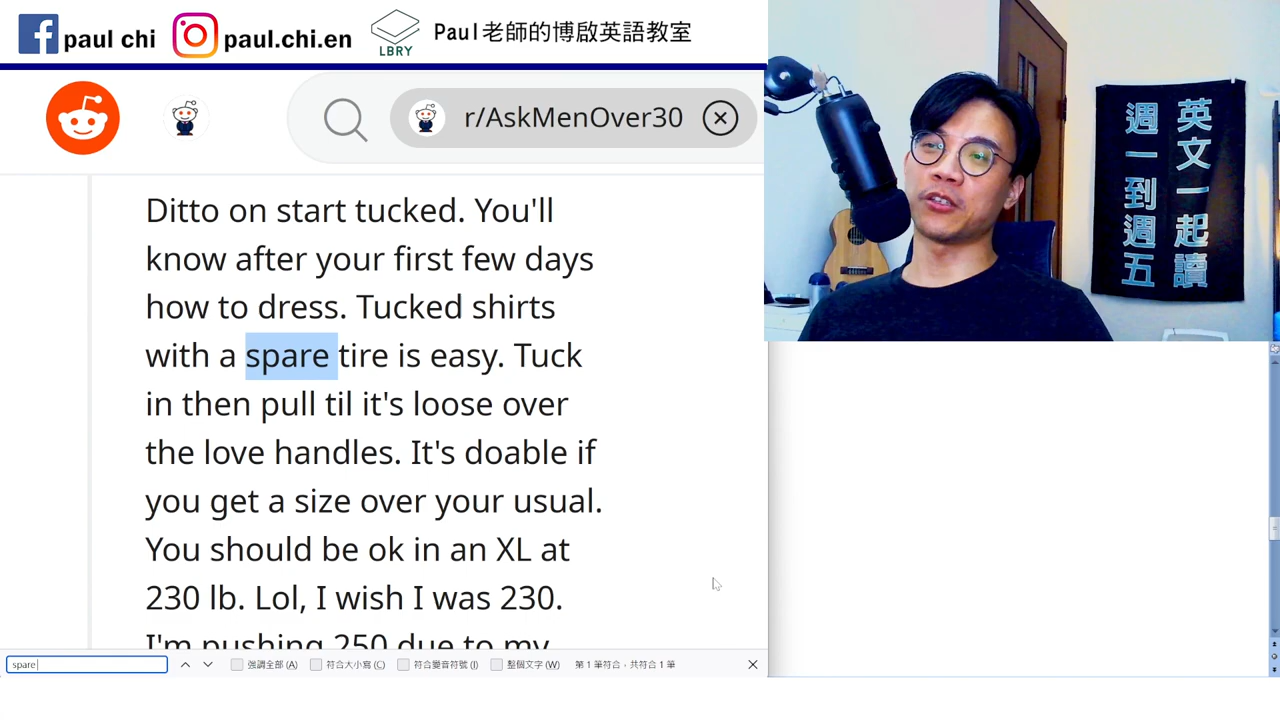 paul chi
paul.chi.en
LBRY
Paul老師的博啟英語教室
r/AskMenOver30
Ditto on start tucked. You'll
know after your first few days
how to dress. Tucked shirts
with a spare tire is easy. Tuck
in then pull til it's loose over
the love handles. It's doable if
you get a size over your usual.
You should be ok in an XL at
230 lb. Lol, I wish I was 230.
I'm pushing 250 due to my
英文一起讀
週一到週五
spare
強調全部 (A)
符合大小寫 (C)
符合變音符號 (I)
整個文字 (W)
第 1 筆符合，共符合 1 筆